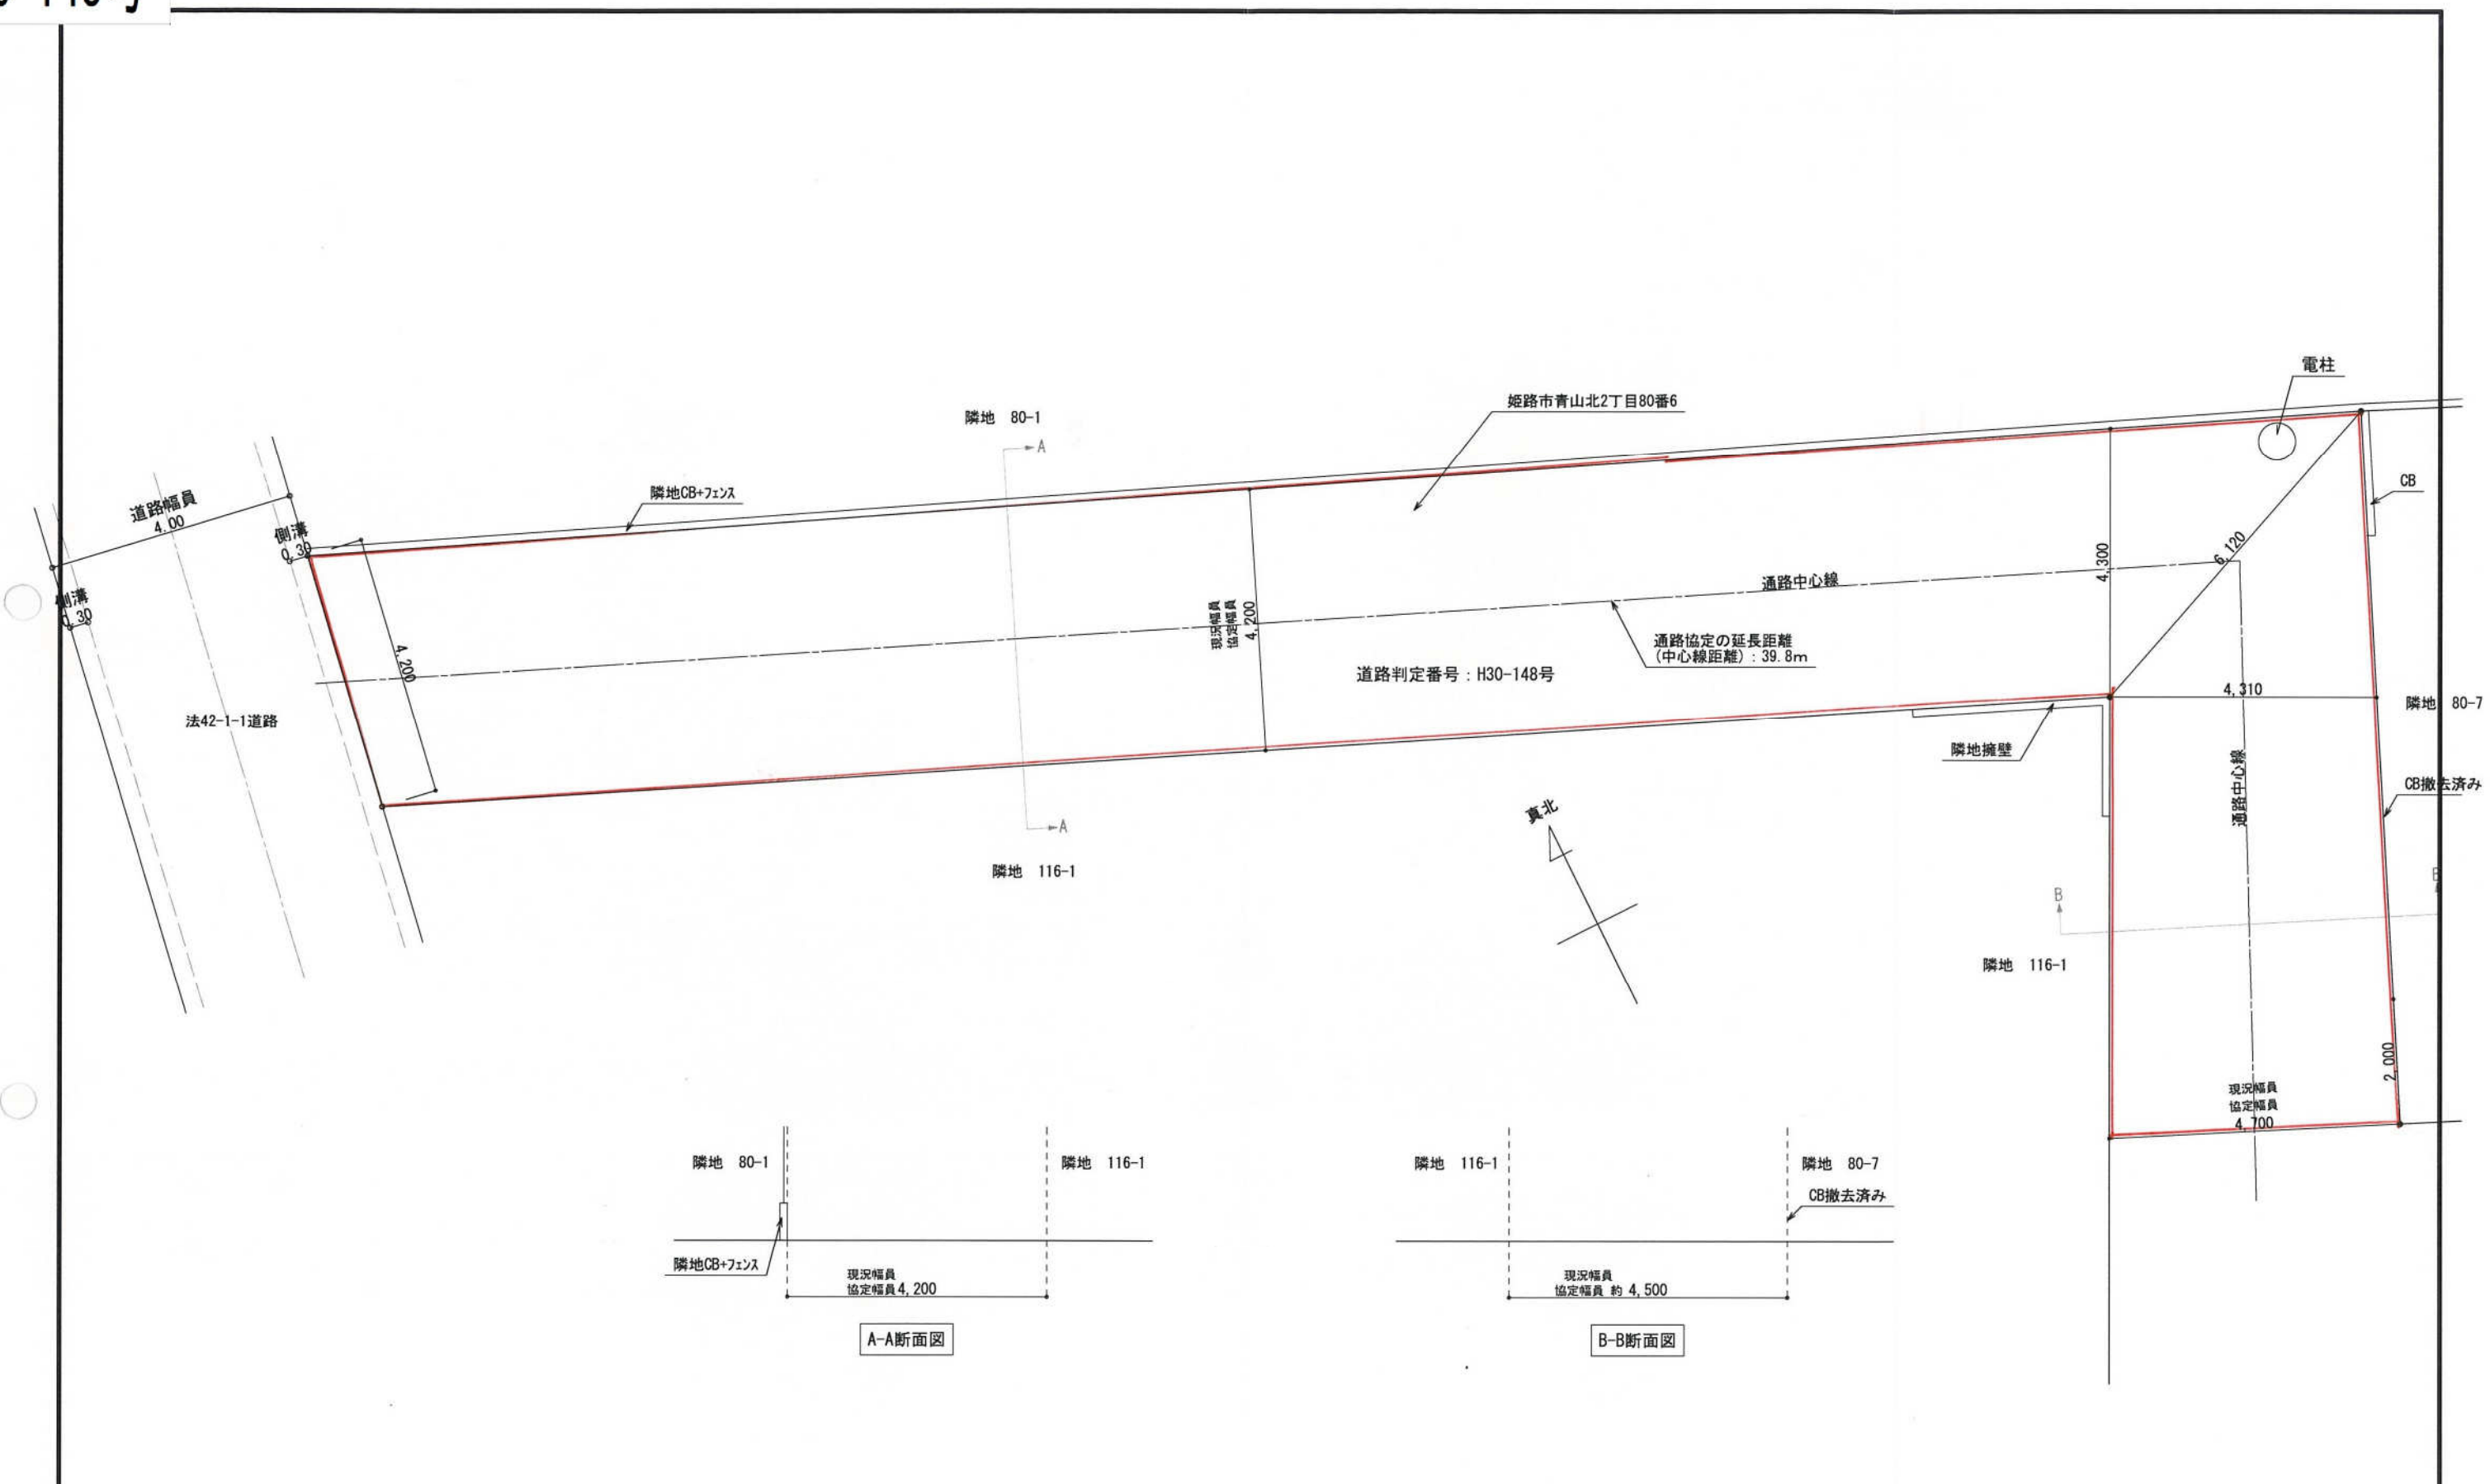 電柱
姫路市青山北2丁目80番6
隣地 80-1
A
CB
隣地CB+フェンス
道路幅員
4.00
側溝
0.30
側溝
0.30
4,300
6,120
通路中心線
現況幅員
協定幅員
4,200
4,200
通路協定の延長距離
(中心線距離) : 39.8m
道路判定番号 : H30-148号
4,310
隣地 80-7
法42-1-1道路
隣地擁壁
通路中心線
CB撤去済み
真北
A
隣地 116-1
B
隣地 116-1
2,000
現況幅員
協定幅員
4,700
隣地 80-1
隣地 116-1
隣地CB+フェンス
現況幅員
協定幅員4,200
A-A断面図
隣地 116-1
隣地 80-7
CB撤去済み
現況幅員
協定幅員 約 4,500
B-B断面図